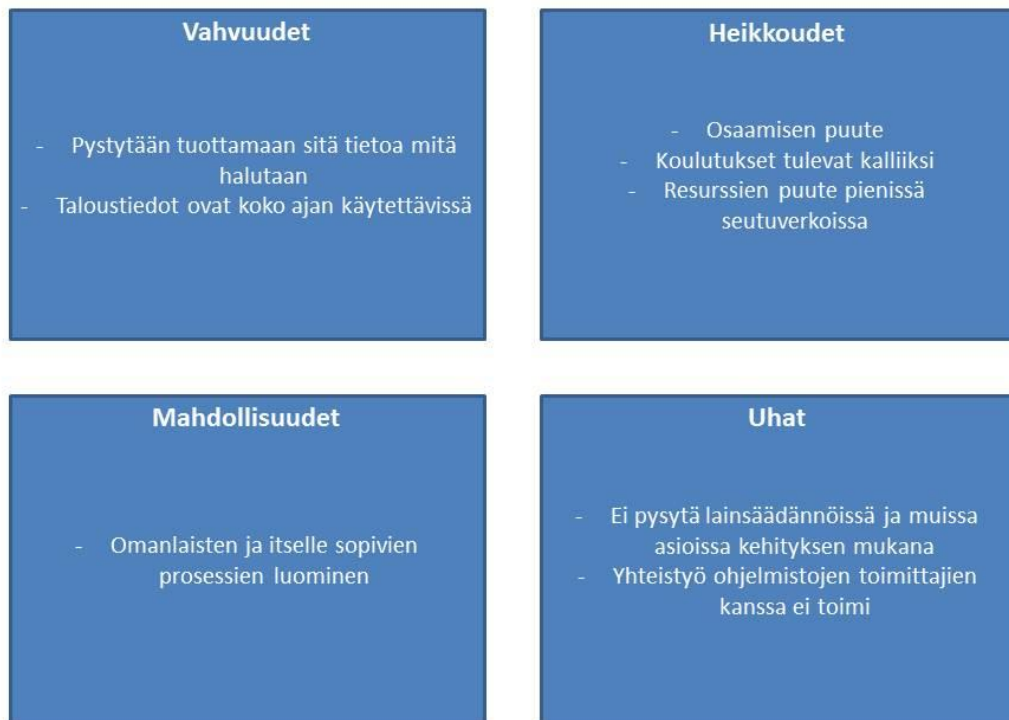 Vahvuudet
- Pystytään tuottamaan sitä tietoa mitä
halutaan
- Taloustiedot ovat koko ajan käytettävissä
Heikkoudet
- Osaamisen puute
- Koulutukset tulevat kalliiksi
- Resurssien puute pienissä
seutuverkoissa
Mahdollisuudet
- Omanlaisten ja itselle sopivien
prosessien luominen
Uhat
- Ei pysytä lainsäädännöissä ja muissa
asioissa kehityksen mukana
- Yhteistyö ohjelmistojen toimittajien
kanssa ei toimi